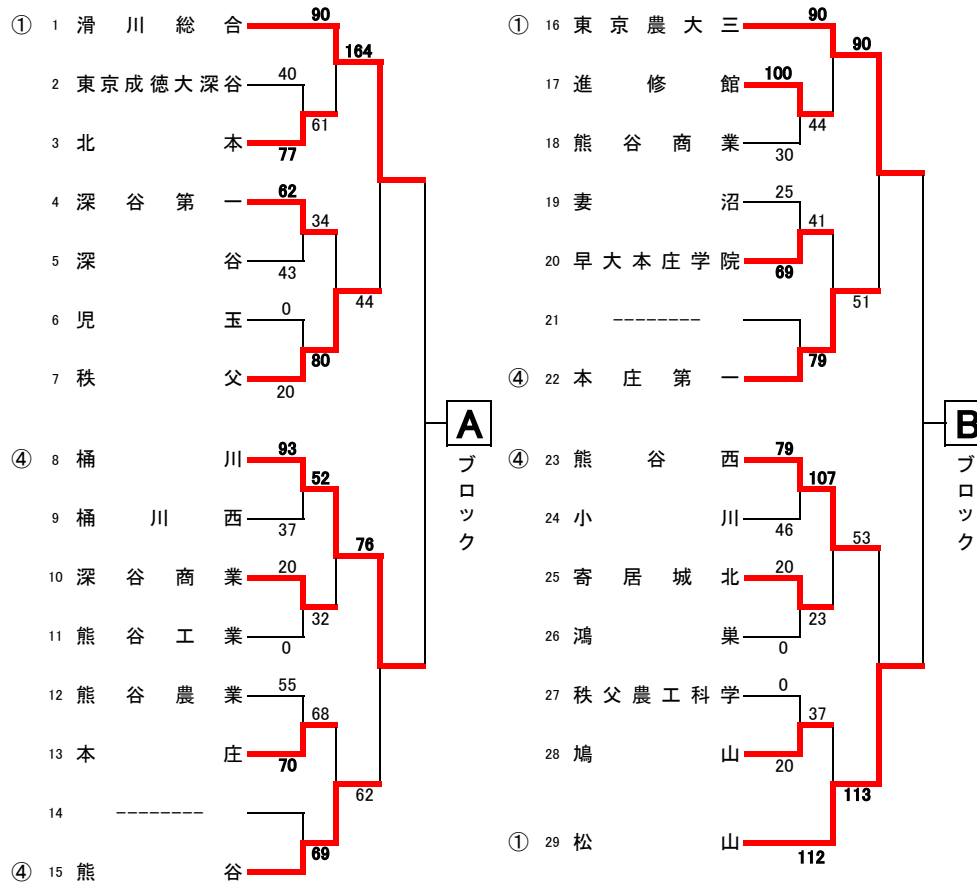 ① 1 滑川総合 90
164
2 東京成徳大深谷 40
61
3 北本 77
4 深谷第一 62
34
5 深谷 43
44
6 児玉 0
80
7 秩父 20
A
ブロック
④ 8 桶川 93
52
9 桶川西 37
76
10 深谷商業 20
32
11 熊谷工業 0
12 熊谷農業 55
68
13 本庄 70
62
14 --------
69
④ 15 熊谷
① 16 東京農大三 90
90
17 進修館 100
44
18 熊谷商業 30
19 妻沼 25
41
20 早大本庄学院 69
51
21 --------
79
④ 22 本庄第一
B
ブロック
④ 23 熊谷西 79
107
24 小川 46
53
25 寄居城北 20
23
26 鴻巣 0
27 秩父農工科学 0
37
28 鳩山 20
113
① 29 松山 112